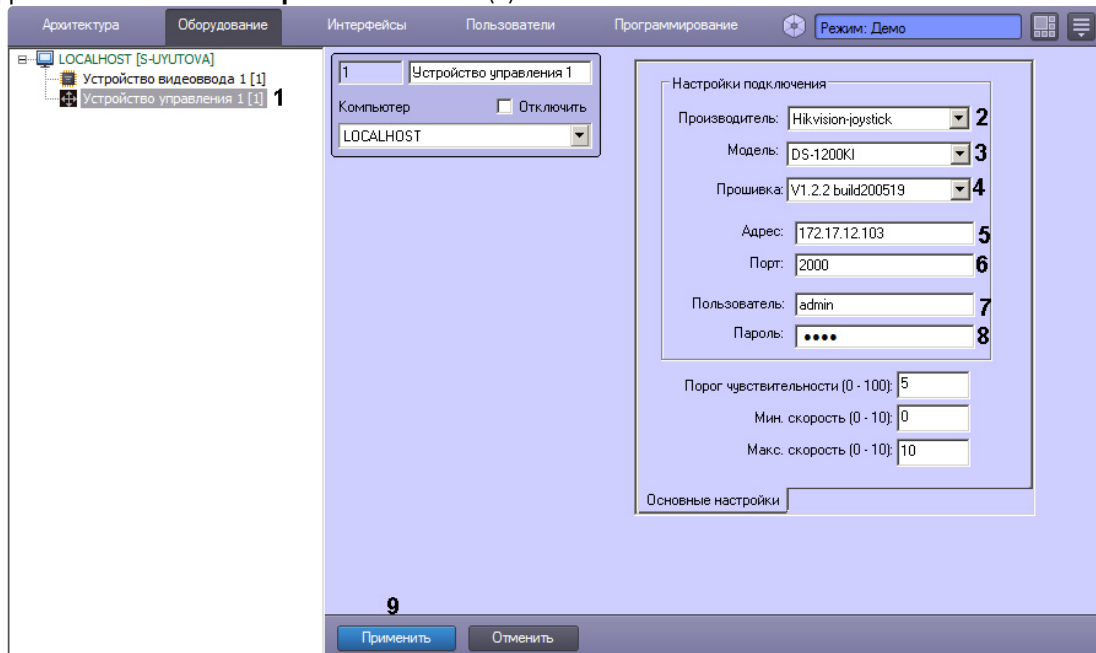 Архитектура Оборудование Интерфейсы Пользователи Программирование Режим: Демо
LOCALHOST [S-UYUTOVA]
Устройство видеоввода 1 [1]
Устройство управления 1 [1] 1
1 Устройство управления 1
Компьютер Отключить
LOCALHOST
Настройки подключения
Производитель: Hikvision-joystick 2
Модель: DS-1200KI 3
Прошивка: V1.2.2 build200519 4
Адрес: 172.17.12.103 5
Порт: 2000 6
Пользователь: admin 7
Пароль: •••• 8
Порог чувствительности (0 - 100): 5
Мин. скорость (0 - 10): 0
Макс. скорость (0 - 10): 10
Основные настройки
9
Применить Отменить